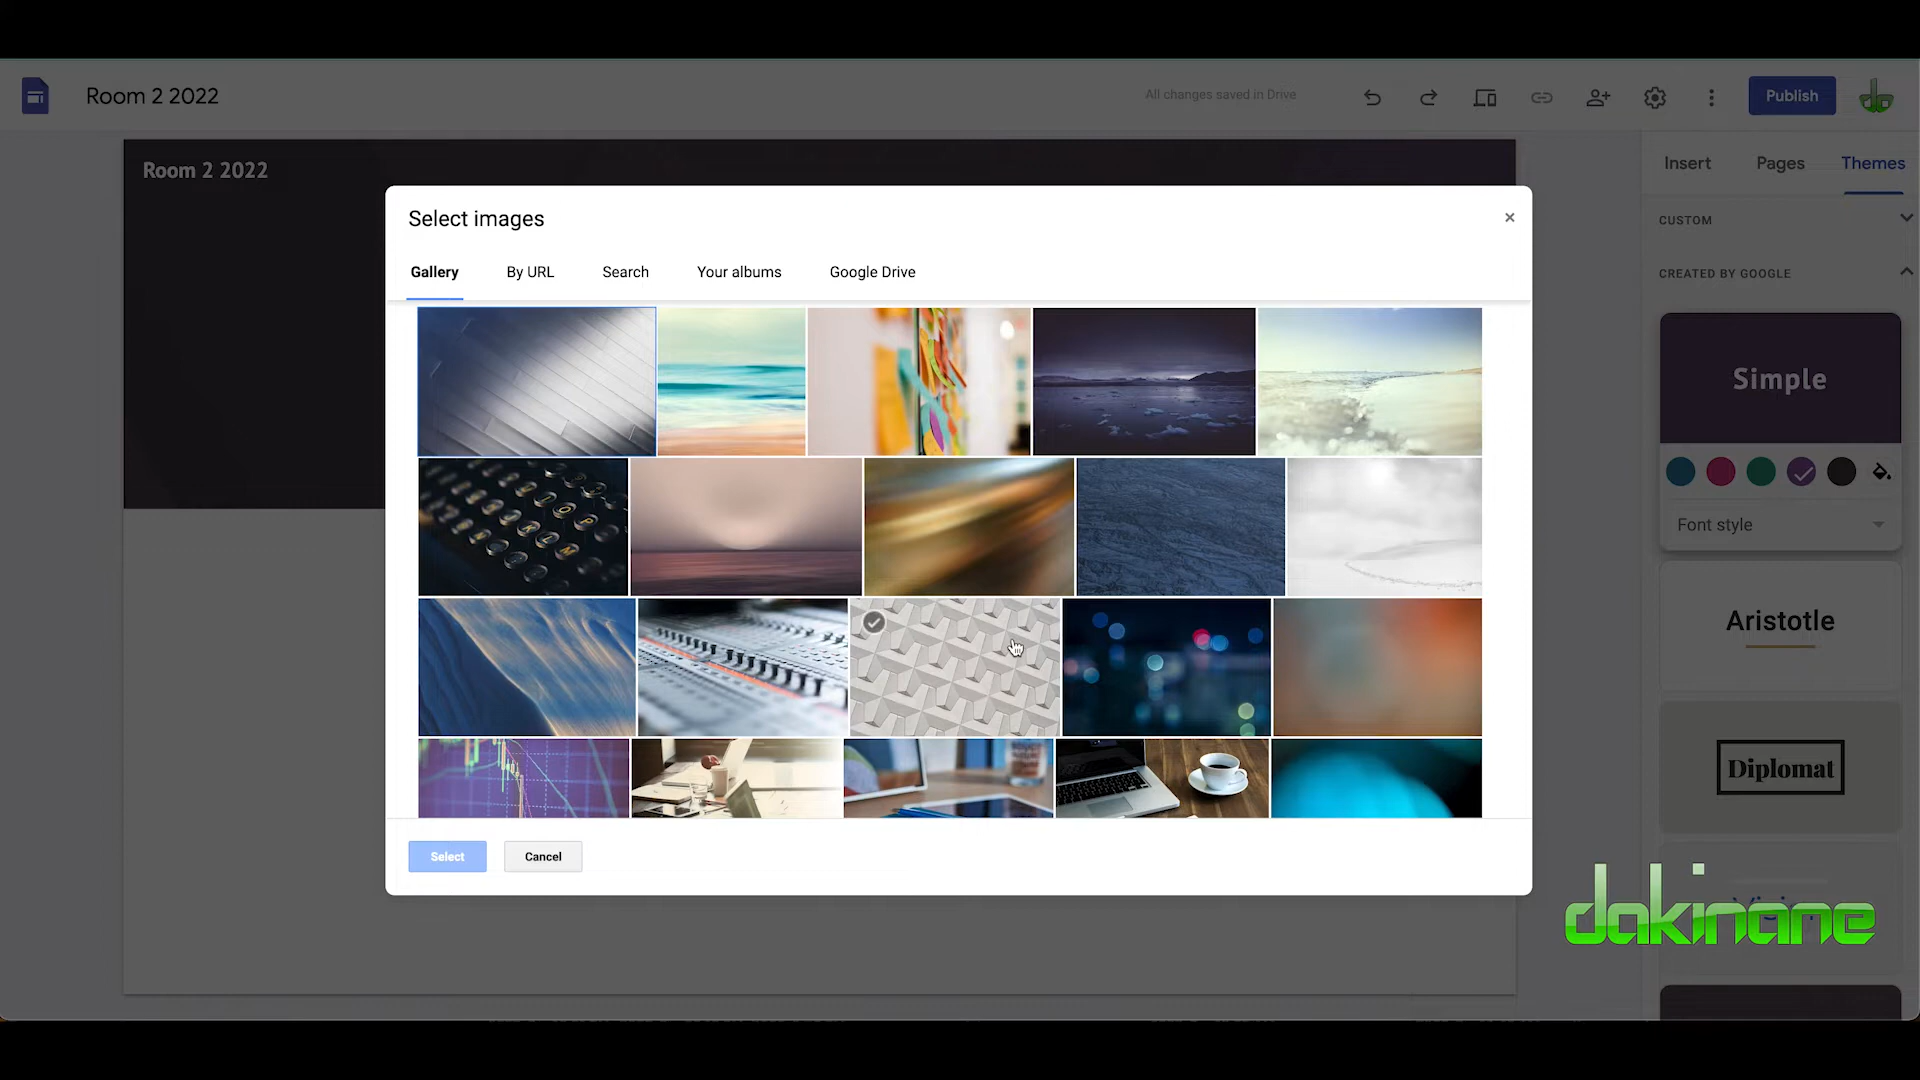 Room 2 2022
All changes saved in Drive
Publish
Room 2 2022
Insert
Pages
Themes
Select images
×
Gallery
By URL
Search
Your albums
Google Drive
CUSTOM
CREATED BY GOOGLE
Simple
Font style
Aristotle
Diplomat
Select
Cancel
dakinane